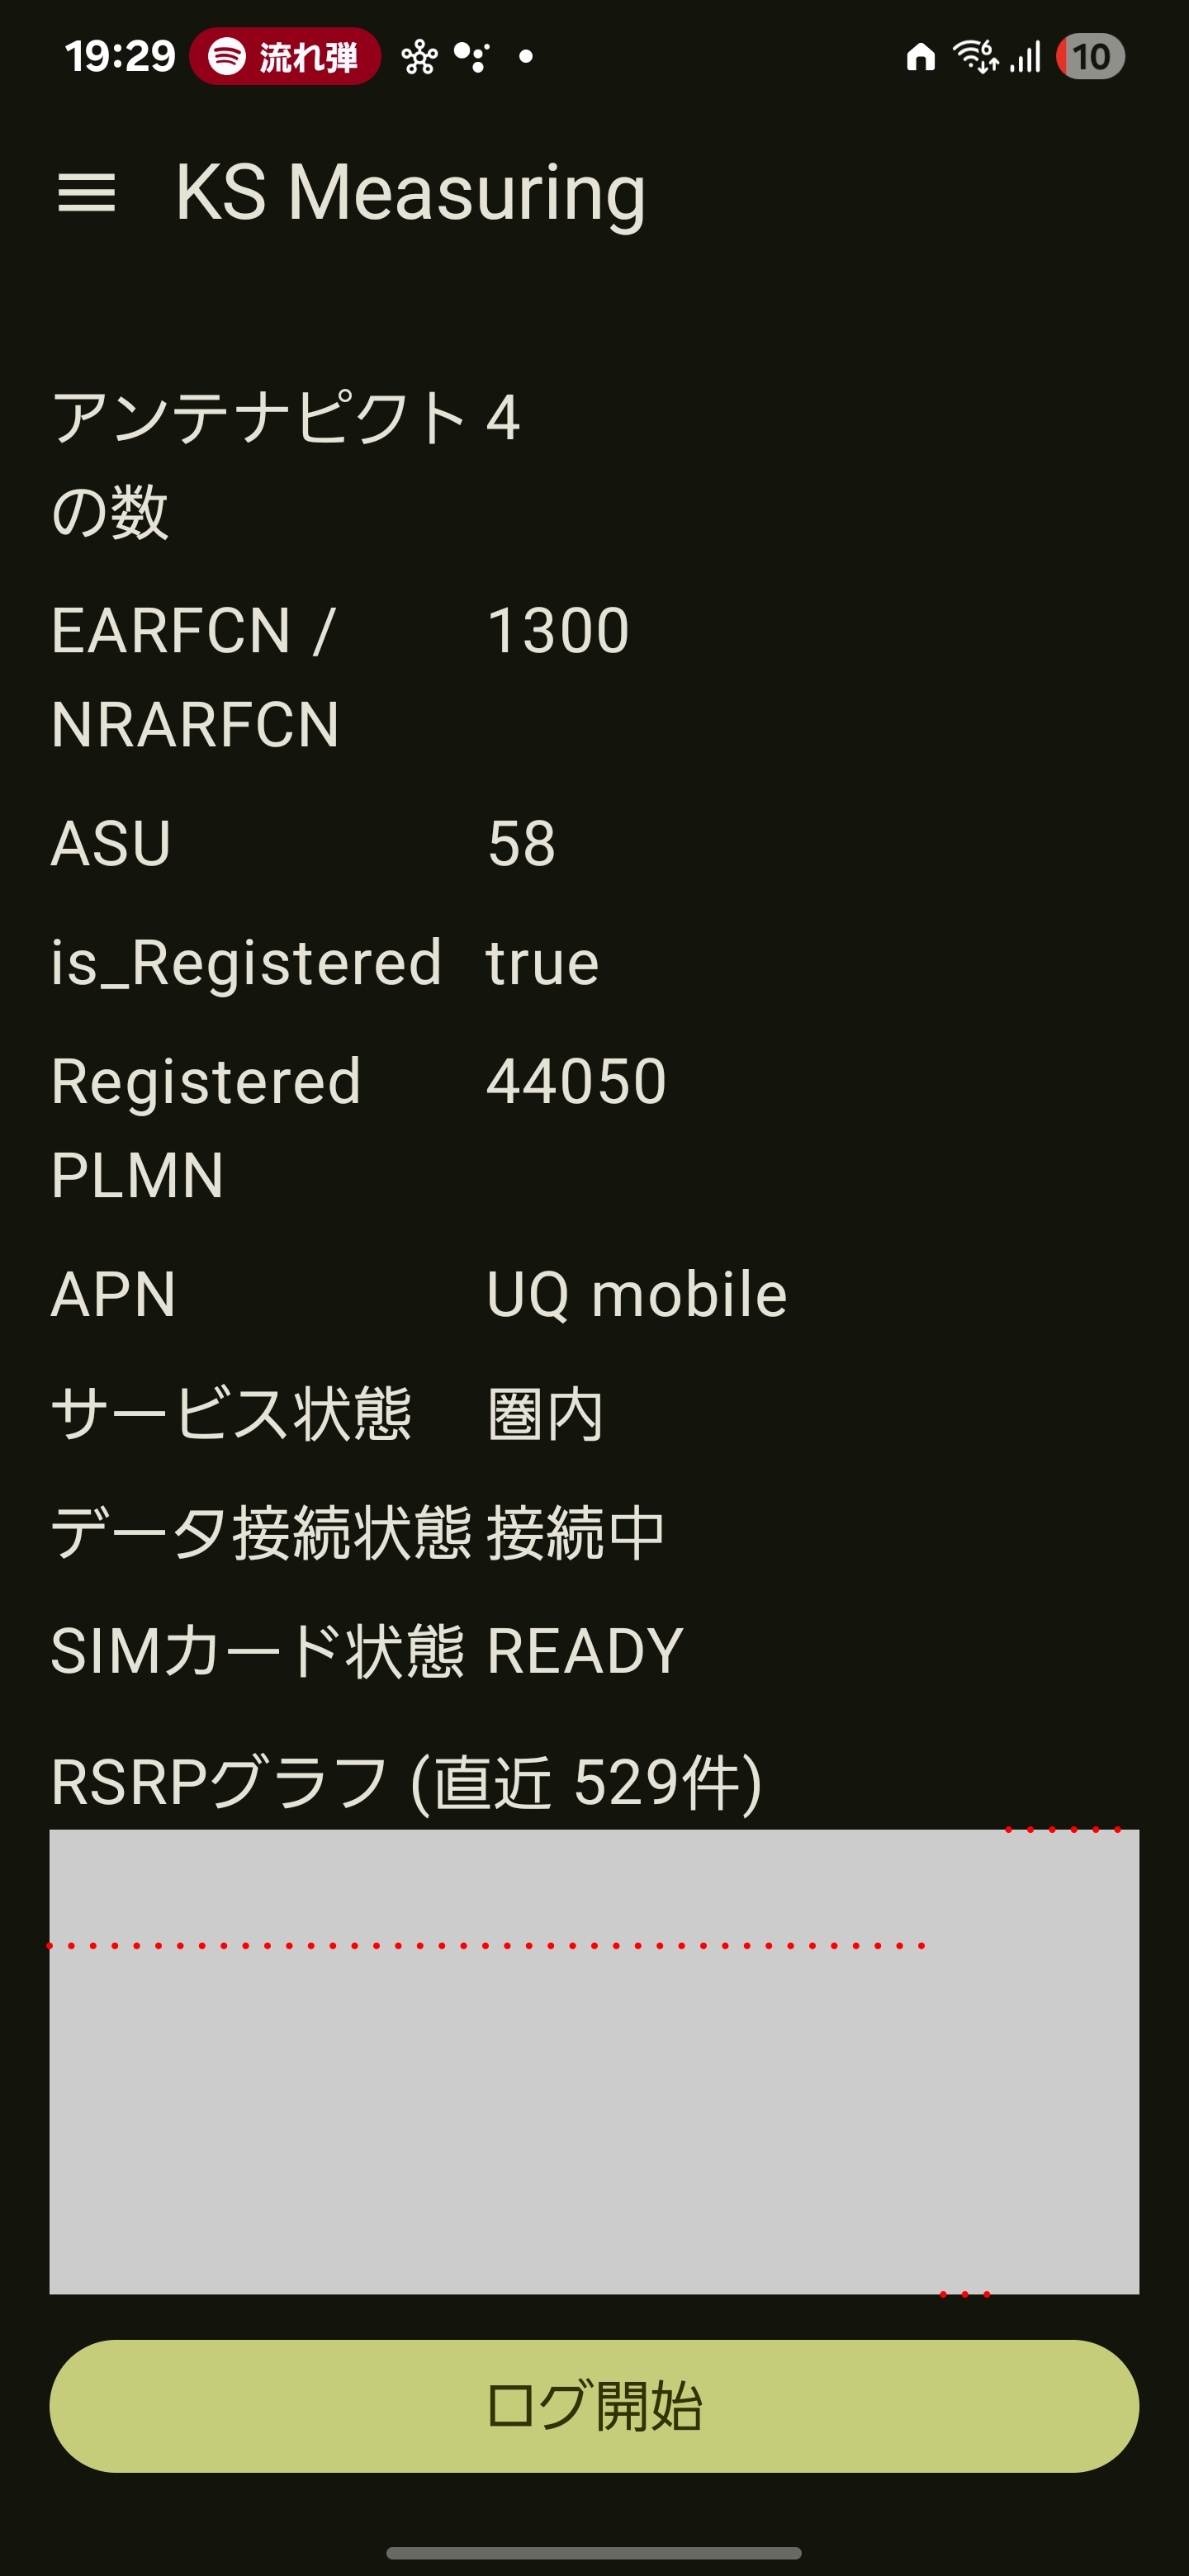 19:29 流れ弾 6 10
KS Measuring
アンテナピクト 4
の数
EARFCN / 1300
NRARFCN
ASU 58
is_Registered true
Registered 44050
PLMN
APN UQ mobile
サービス状態 圏内
データ接続状態 接続中
SIMカード状態 READY
RSRPグラフ (直近 529件)
ログ開始